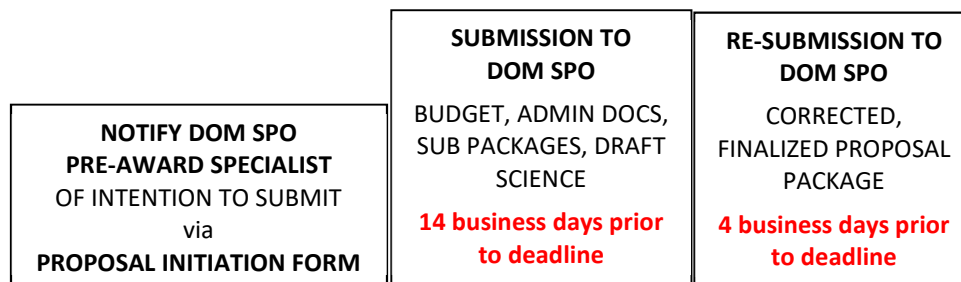 NOTIFY DOM SPO
PRE-AWARD SPECIALIST
OF INTENTION TO SUBMIT
via
PROPOSAL INITIATION FORM
SUBMISSION TO
DOM SPO
BUDGET, ADMIN DOCS,
SUB PACKAGES, DRAFT
SCIENCE
14 business days prior
to deadline
RE-SUBMISSION TO
DOM SPO
CORRECTED,
FINALIZED PROPOSAL
PACKAGE
4 business days prior
to deadline